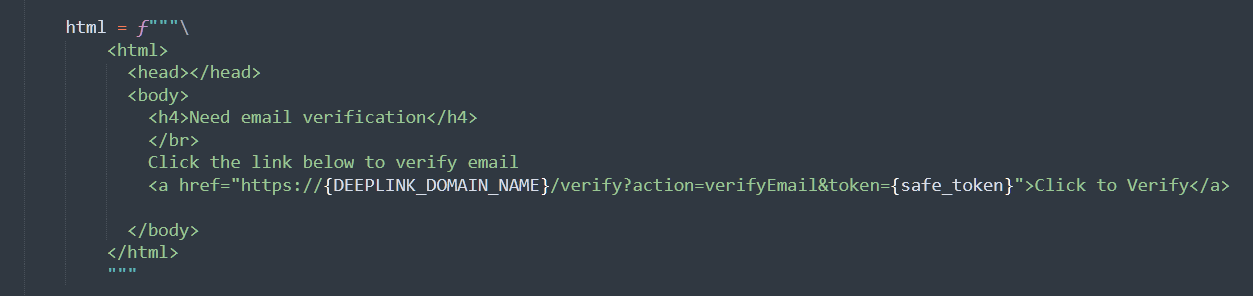 html = f"""\
<html>
<head></head>
<body>
<h4>Need email verification</h4>
</br>
Click the link below to verify email
<a href="https://{DEEPLINK_DOMAIN_NAME}/verify?action=verifyEmail&token={safe_token}">Click to Verify</a>
</body>
</html>
"""